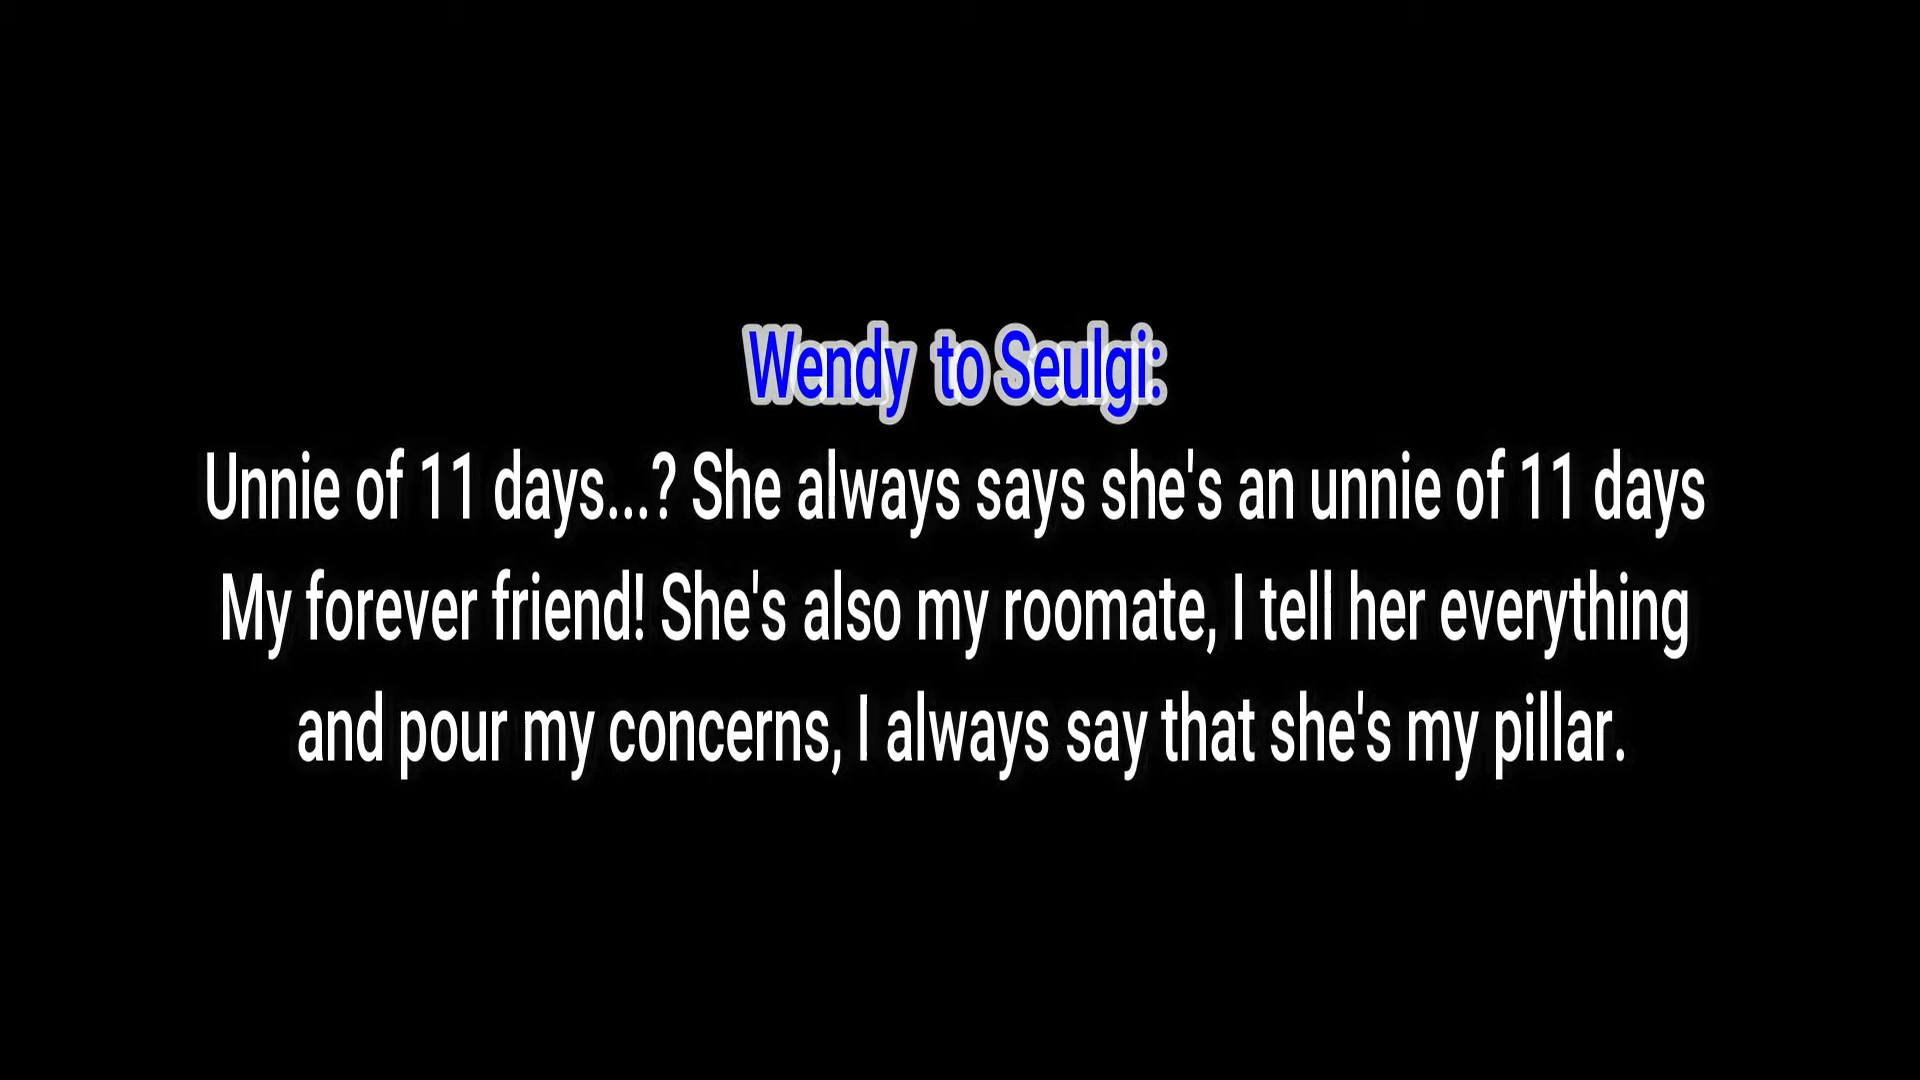 Wendy to Seulgi:
Unnie of 11 days...? She always says she's an unnie of 11 days
My forever friend! She's also my roomate, I tell her everything
and pour my concerns, I always say that she's my pillar.